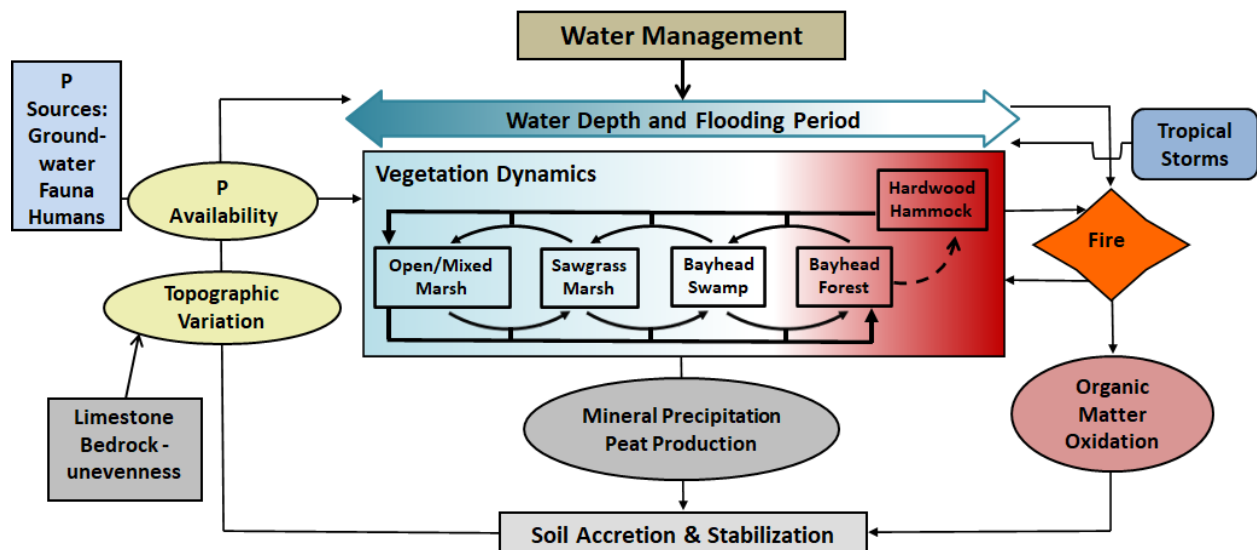 Water Management
P
Sources:
Ground-
water
Fauna
Humans
Water Depth and Flooding Period
Tropical
Storms
P
Availability
Vegetation Dynamics
Hardwood
Hammock
Fire
Open/Mixed
Marsh
Sawgrass
Marsh
Bayhead
Swamp
Bayhead
Forest
Topographic
Variation
Limestone
Bedrock -
unevenness
Mineral Precipitation
Peat Production
Organic
Matter
Oxidation
Soil Accretion & Stabilization